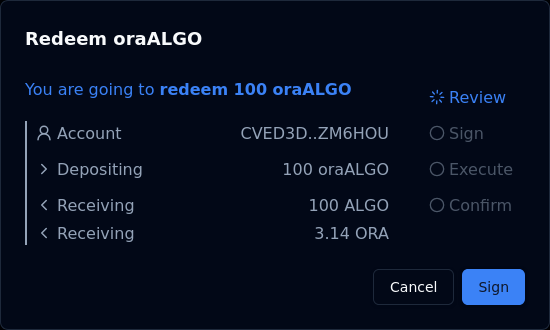 Redeem oraALGO
You are going to redeem 100 oraALGO
Review
Account CVED3D..ZM6HOU
Sign
Depositing 100 oraALGO
Execute
Receiving 100 ALGO
Confirm
Receiving 3.14 ORA
Cancel Sign